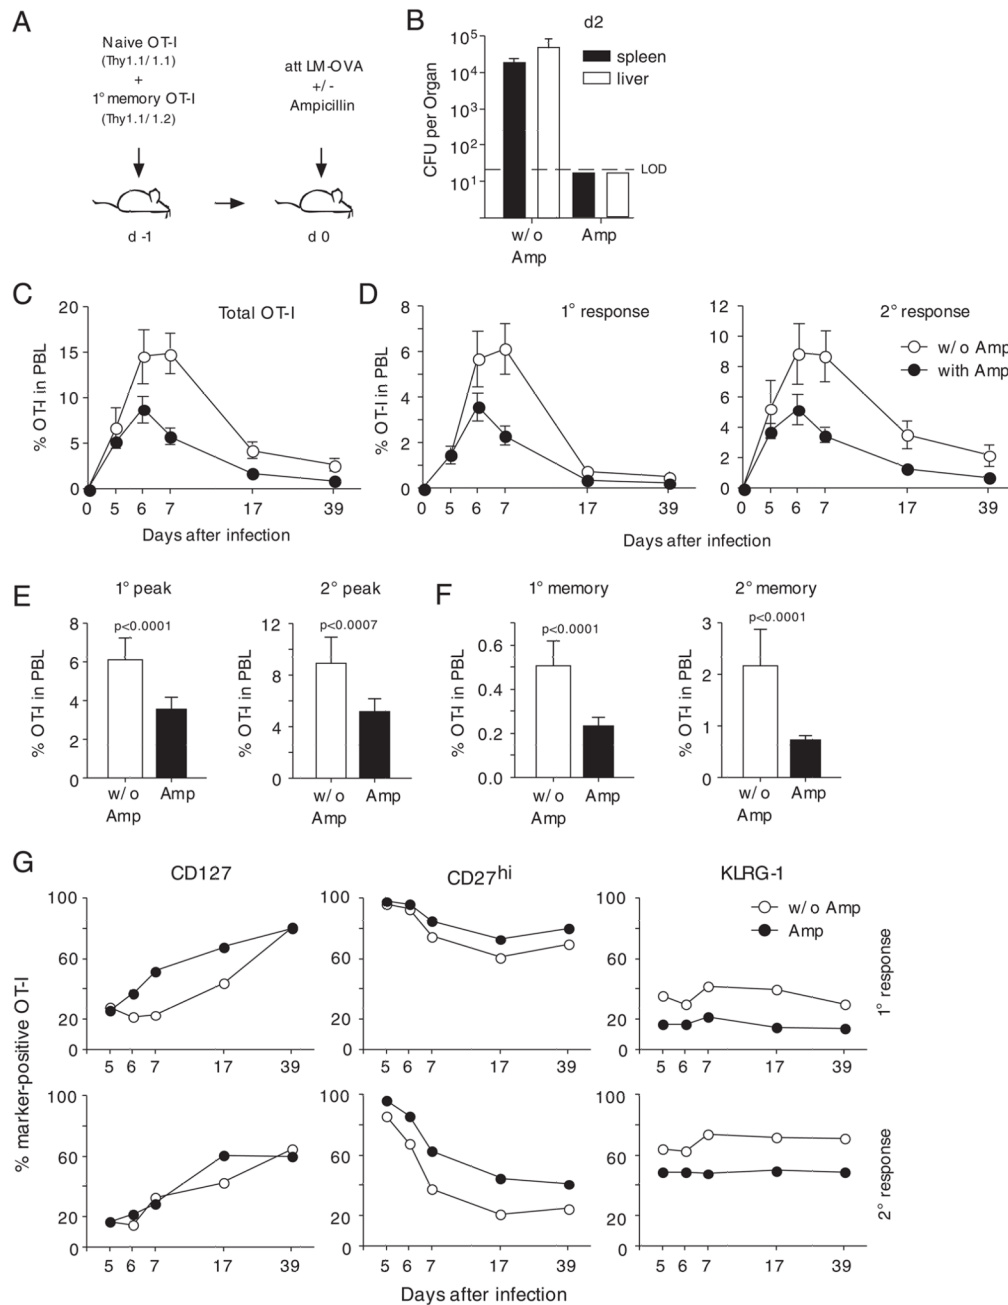 A
Naive OT-I
(Thy1.1/1.1)
+
1° memory OT-I
(Thy1.1/1.2)
d -1
att LM-OVA
+/-
Ampicillin
d 0
B
d2
CFU per Organ
10⁵
10⁴
10³
10²
10¹
spleen
liver
LOD
w/o
Amp
Amp
C
Total OT-I
% OT-I in PBL
20
15
10
5
0
0 5 6 7 17 39
Days after infection
D
1° response
% OT-I in PBL
8
6
4
2
0
0 5 6 7 17 39
2° response
12
10
8
6
4
2
0
0 5 6 7 17 39
w/o Amp
with Amp
Days after infection
E
1° peak
p<0.0001
% OT-I in PBL
8
6
4
2
0
w/o
Amp
Amp
2° peak
p<0.0007
% OT-I in PBL
12
8
4
0
w/o
Amp
Amp
F
1° memory
p<0.0001
% OT-I in PBL
0.6
0.4
0.2
0.0
w/o
Amp
Amp
2° memory
p<0.0001
% OT-I in PBL
3
2
1
0
w/o
Amp
Amp
G
% marker-positive OT-I
CD127
100
60
20
0
5 6 7 17 39
CD27hi
100
60
20
0
5 6 7 17 39
KLRG-1
100
60
20
0
5 6 7 17 39
w/o Amp
Amp
1° response
100
60
20
0
5 6 7 17 39
100
60
20
0
5 6 7 17 39
100
60
20
0
5 6 7 17 39
2° response
Days after infection